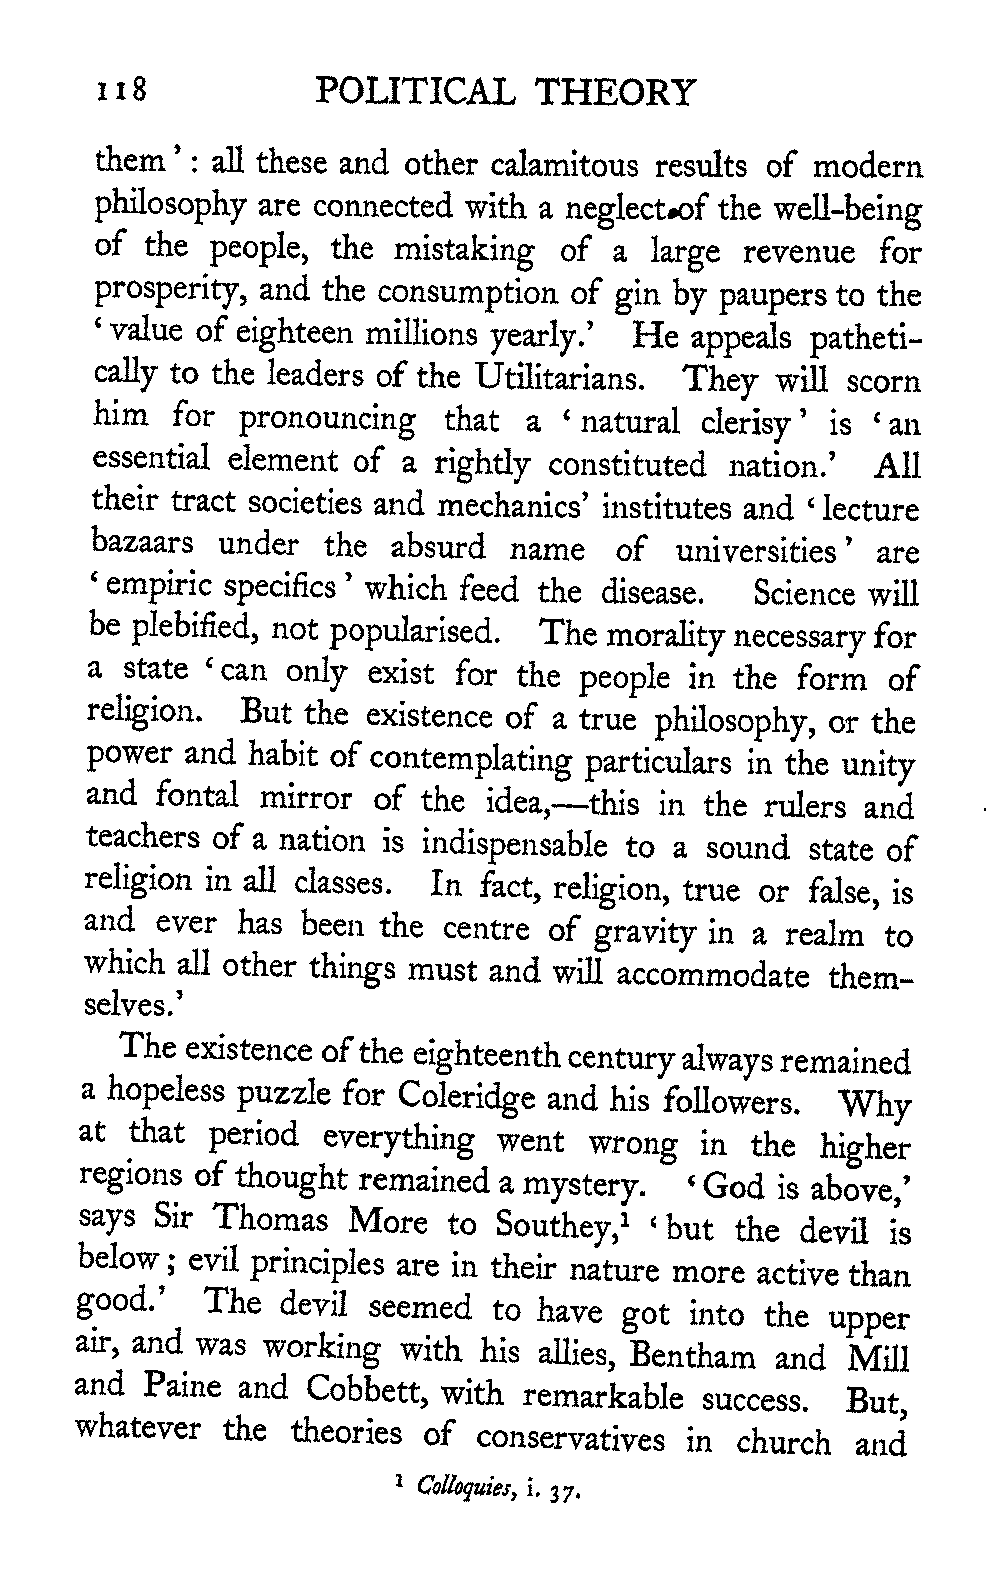 118 POLITICAL THEORY
them’: all these and other calamitous results of modern
philosophy are connected with a neglect of the well-being
of the people, the mistaking of a large revenue for
prosperity, and the consumption of gin by paupers to the
‘value of eighteen millions yearly.’ He appeals patheti-
cally to the leaders of the Utilitarians. They will scorn
him for pronouncing that a ‘natural clerisy’ is ‘an
essential element of a rightly constituted nation.’ All
their tract societies and mechanics’ institutes and ‘lecture
bazaars under the absurd name of universities’ are
‘empiric specifics’ which feed the disease. Science will
be plebified, not popularised. The morality necessary for
a state ‘can only exist for the people in the form of
religion. But the existence of a true philosophy, or the
power and habit of contemplating particulars in the unity
and fontal mirror of the idea,—this in the rulers and
teachers of a nation is indispensable to a sound state of
religion in all classes. In fact, religion, true or false, is
and ever has been the centre of gravity in a realm to
which all other things must and will accommodate them-
selves.’
The existence of the eighteenth century always remained
a hopeless puzzle for Coleridge and his followers. Why
at that period everything went wrong in the higher
regions of thought remained a mystery. ‘God is above,’
says Sir Thomas More to Southey,¹ ‘but the devil is
below; evil principles are in their nature more active than
good.’ The devil seemed to have got into the upper
air, and was working with his allies, Bentham and Mill
and Paine and Cobbett, with remarkable success. But,
whatever the theories of conservatives in church and
¹ Colloquies, i. 37.